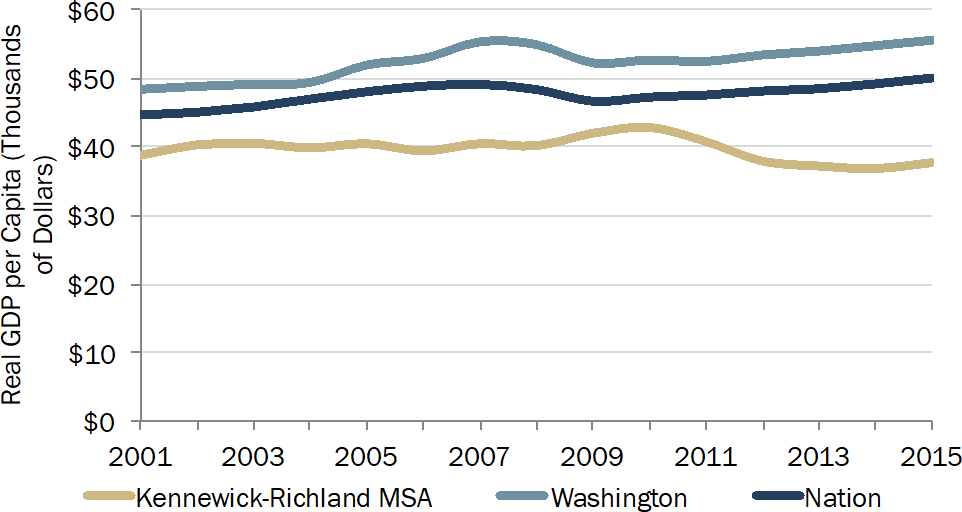 Real GDP per Capita (Thousands
of Dollars)
$60
$50
$40
$30
$20
$10
$0
2001 2003 2005 2007 2009 2011 2013 2015
Kennewick-Richland MSA Washington Nation